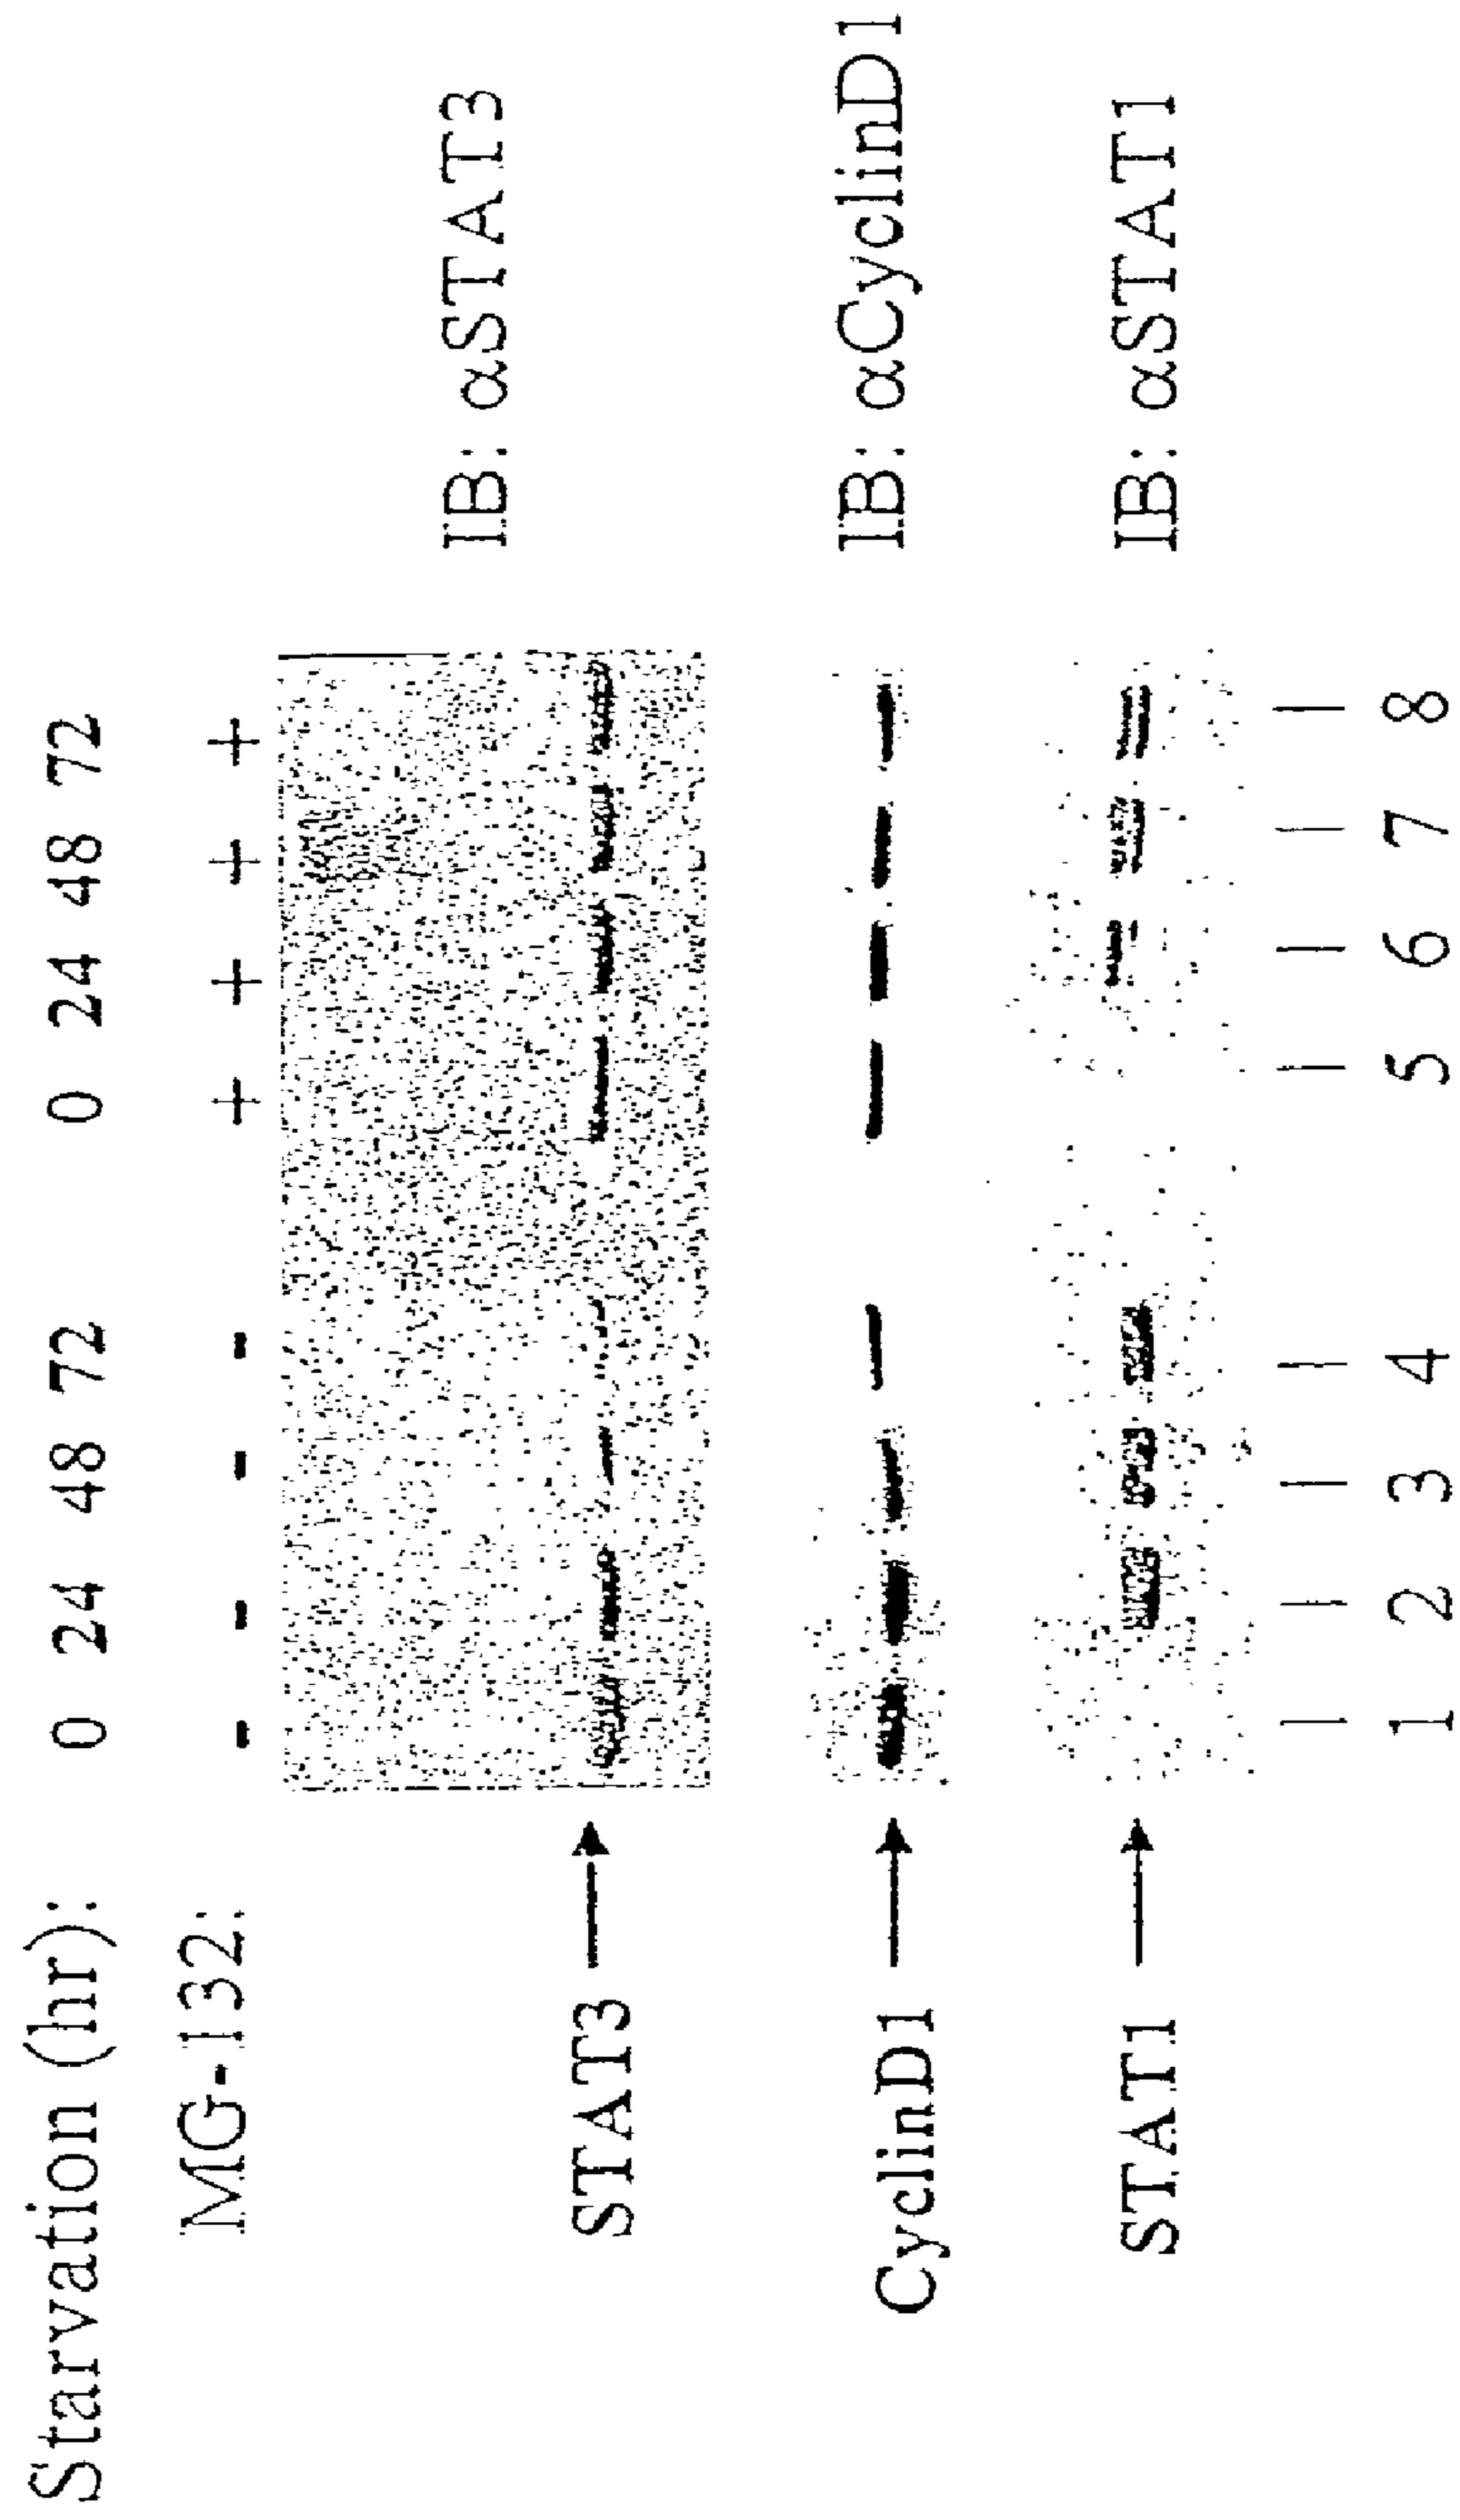 Starvation (hr): 0 24 48 72 0 24 48 72
MG-132: - - - - + + + +
STAT3 IB: αSTAT3
CyclinD1 IB: αCyclinD1
STAT1 IB: αSTAT1
1 2 3 4 5 6 7 8